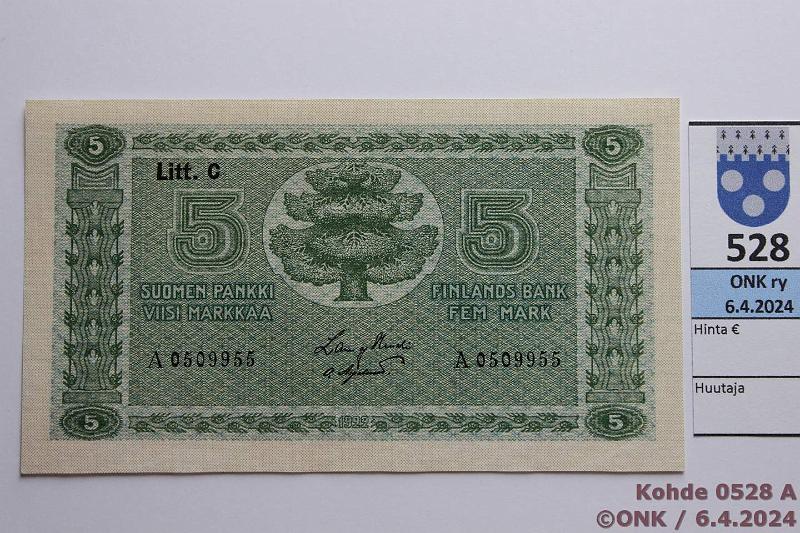 5 5
Litt. C
5 5
SUOMEN PANKKI
VIISI MARKKAA
FINLANDS BANK
FEM MARK
A 0509955 A 0509955
5 1922 5
528
ONK ry
6.4.2024
Hinta €
Huutaja
Kohde 0528 A
©ONK / 6.4.2024